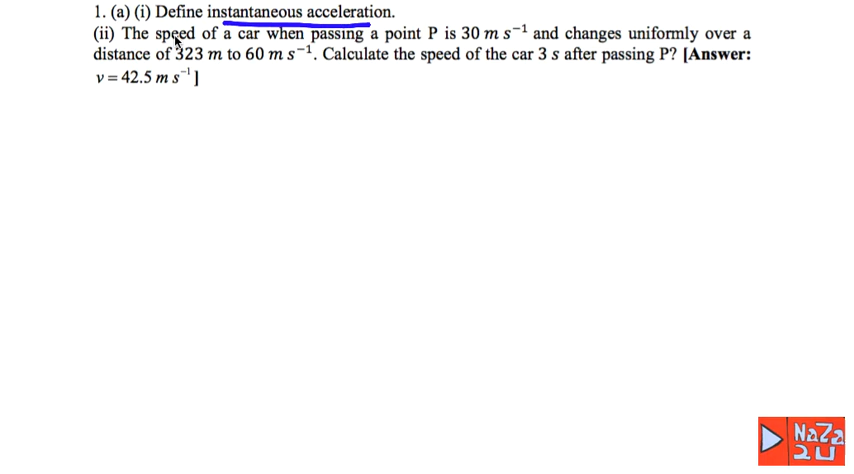 1. (a) (i) Define instantaneous acceleration.
(ii) The speed of a car when passing a point P is 30 m s⁻¹ and changes uniformly over a
distance of 323 m to 60 m s⁻¹. Calculate the speed of the car 3 s after passing P? [Answer:
v = 42.5 m s⁻¹]
NaZa
2U